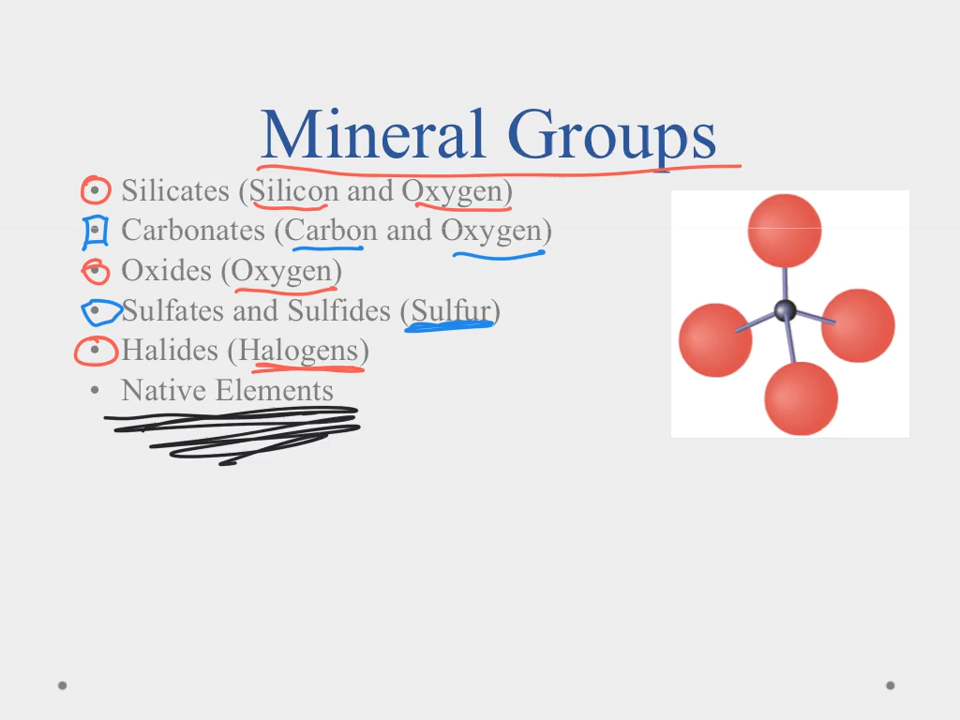 Mineral Groups
• Silicates (Silicon and Oxygen)
• Carbonates (Carbon and Oxygen)
• Oxides (Oxygen)
• Sulfates and Sulfides (Sulfur)
• Halides (Halogens)
• Native Elements